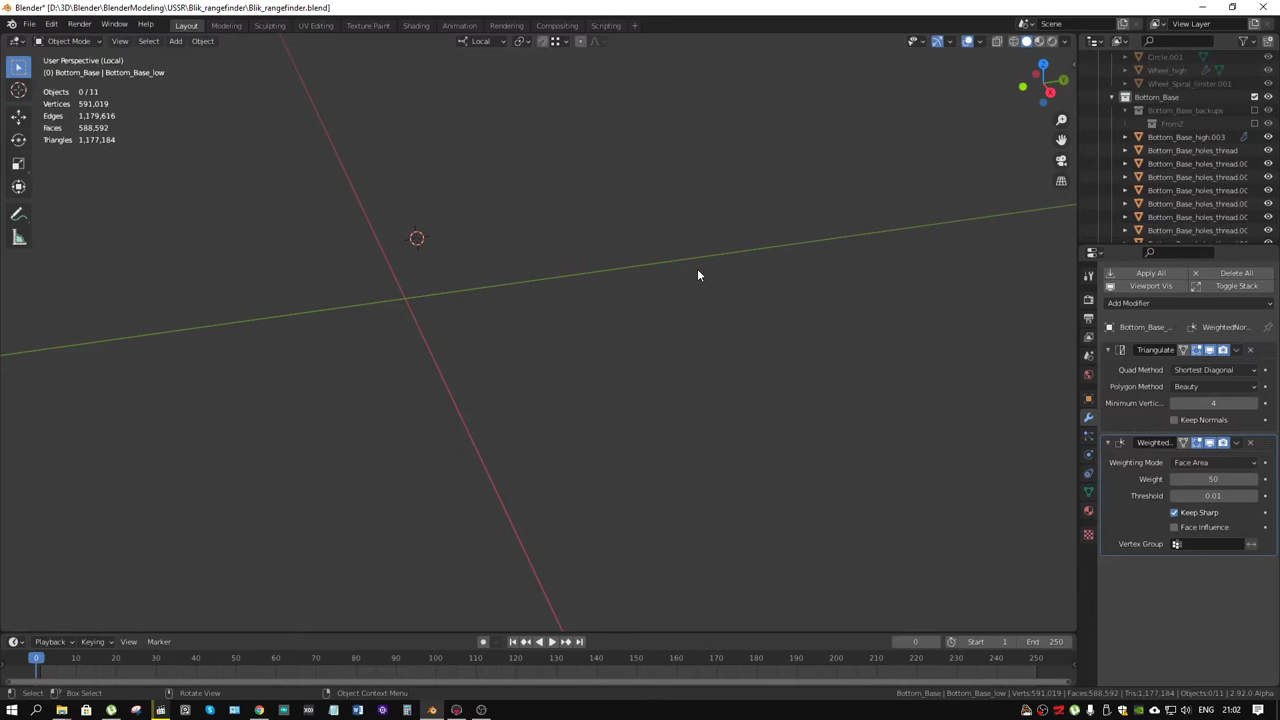 Blender* [D:\3D\Blender\BlenderModeling\USSR\Blik_rangefinder\Blik_rangefinder.blend]
File Edit Render Window Help Layout Modeling Sculpting UV Editing Texture Paint Shading Animation Rendering Compositing Scripting Scene View Layer
Object Mode View Select Add Object Local
User Perspective (Local)
(0) Bottom_Base | Bottom_Base_low
Objects 0 / 11
Vertices 591,019
Edges 1,179,616
Faces 588,592
Triangles 1,177,184
Z
Y
X
Circle.001
Wheel_high
Wheel_Spiral_limiter.001
Bottom_Base
Bottom_Base_backups
FromZ
Bottom_Base_high.003
Bottom_Base_holes_thread
Bottom_Base_holes_thread.00
Bottom_Base_holes_thread.00
Bottom_Base_holes_thread.00
Bottom_Base_holes_thread.00
Bottom_Base_holes_thread.00
Bottom_Base_holes_thread.00
Apply All Delete All
Viewport Vis Toggle Stack
Add Modifier
Bottom_Base_... WeightedNor...
Triangulate
Quad Method Shortest Diagonal
Polygon Method Beauty
Minimum Vertic... 4
Keep Normals
Weighted...
Weighting Mode Face Area
Weight 50
Threshold 0.01
Keep Sharp
Face Influence
Vertex Group
Playback Keying View Marker 0 Start 1 End 250
0 10 20 30 40 50 60 70 80 90 100 110 120 130 140 150 160 170 180 190 200 210 220 230 240 250
Select Box Select Rotate View Object Context Menu Bottom_Base | Bottom_Base_low | Verts:591,019 | Faces:588,592 | Tris:1,177,184 | Objects:0/11 | 2.92.0 Alpha
ENG 21:02